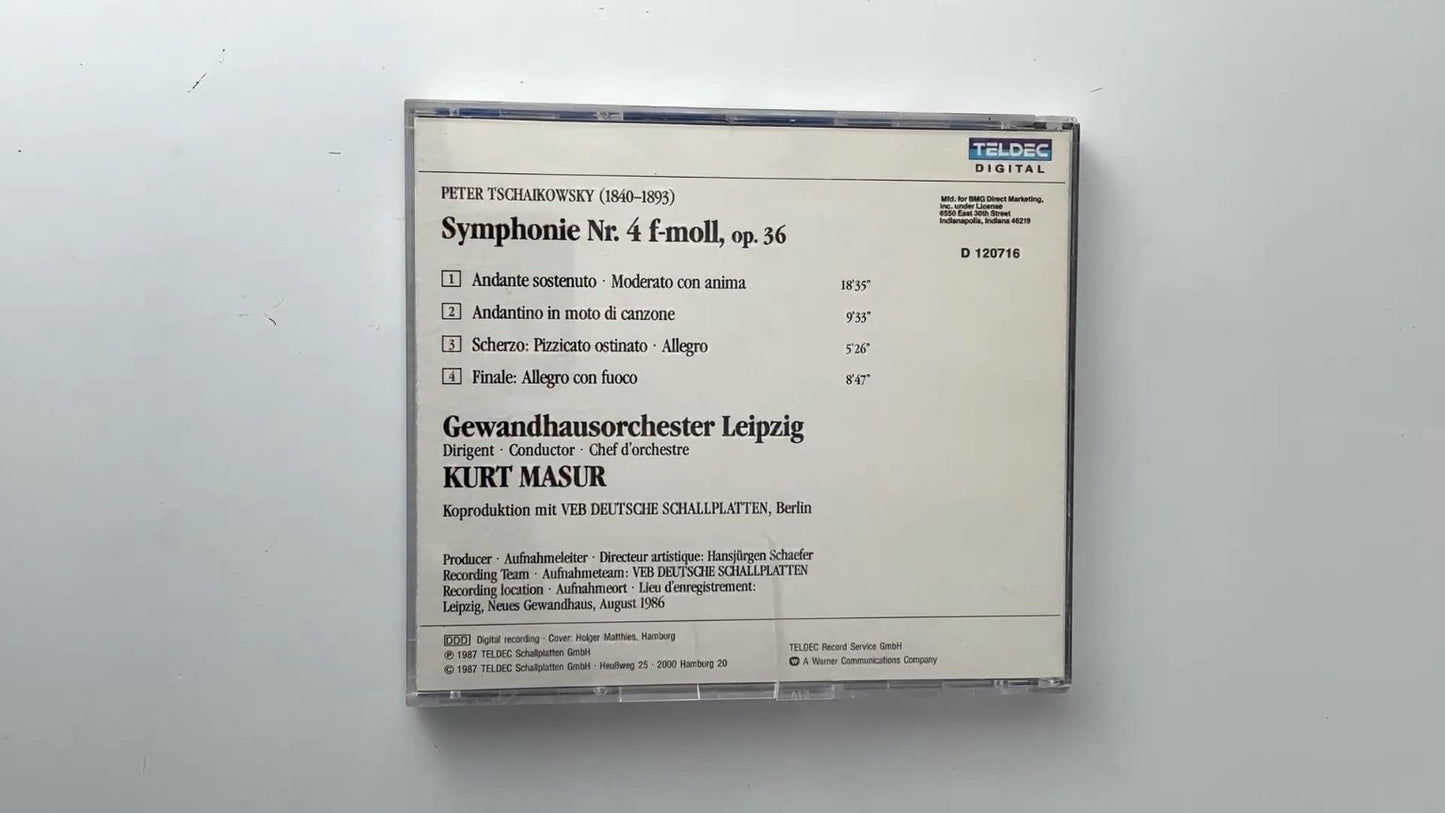 TELDEC
DIGITAL
PETER TSCHAIKOWSKY (1840–1893)
Symphonie Nr. 4 f-moll, op. 36
Mfd. for BMG Direct Marketing,
Inc. under License
6550 East 30th Street
Indianapolis, Indiana 46219
D 120716
1 Andante sostenuto · Moderato con anima 18'35"
2 Andantino in moto di canzone 9'33"
3 Scherzo: Pizzicato ostinato · Allegro 5'26"
4 Finale: Allegro con fuoco 8'47"
Gewandhausorchester Leipzig
Dirigent · Conductor · Chef d'orchestre
KURT MASUR
Koproduktion mit VEB DEUTSCHE SCHALLPLATTEN, Berlin
Producer · Aufnahmeleiter · Directeur artistique: Hansjürgen Schaefer
Recording Team · Aufnahmeteam: VEB DEUTSCHE SCHALLPLATTEN
Recording location · Aufnahmeort · Lieu d'enregistrement:
Leipzig, Neues Gewandhaus, August 1986
DDD Digital recording · Cover: Holger Matthies, Hamburg
℗ 1987 TELDEC Schallplatten GmbH
© 1987 TELDEC Schallplatten GmbH · Heußweg 25 · 2000 Hamburg 20
TELDEC Record Service GmbH
A Warner Communications Company